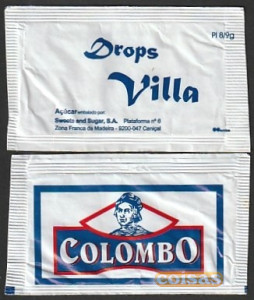 Drops
Pj 8/9g
Villa
Açúcar embalado por:
Sweets and Sugar, S.A. Plataforma nº 6
Zona Franca da Madeira - 9200-047 Caniçal
COLOMBO
coisas